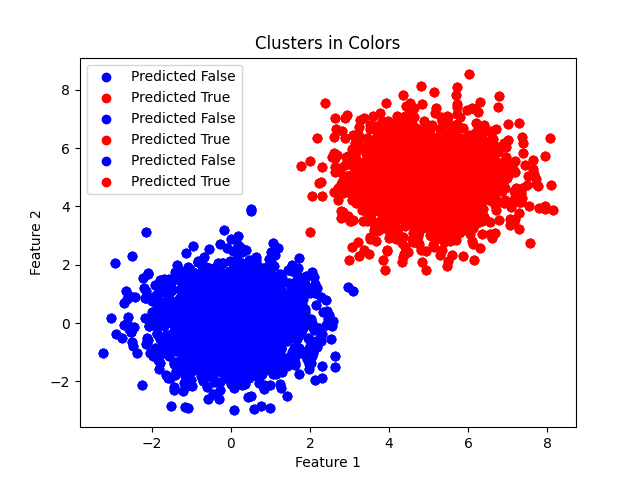 Clusters in Colors
Predicted False
Predicted True
Predicted False
Predicted True
Predicted False
Predicted True
Feature 2
8
6
4
2
0
−2
−2 0 2 4 6 8
Feature 1